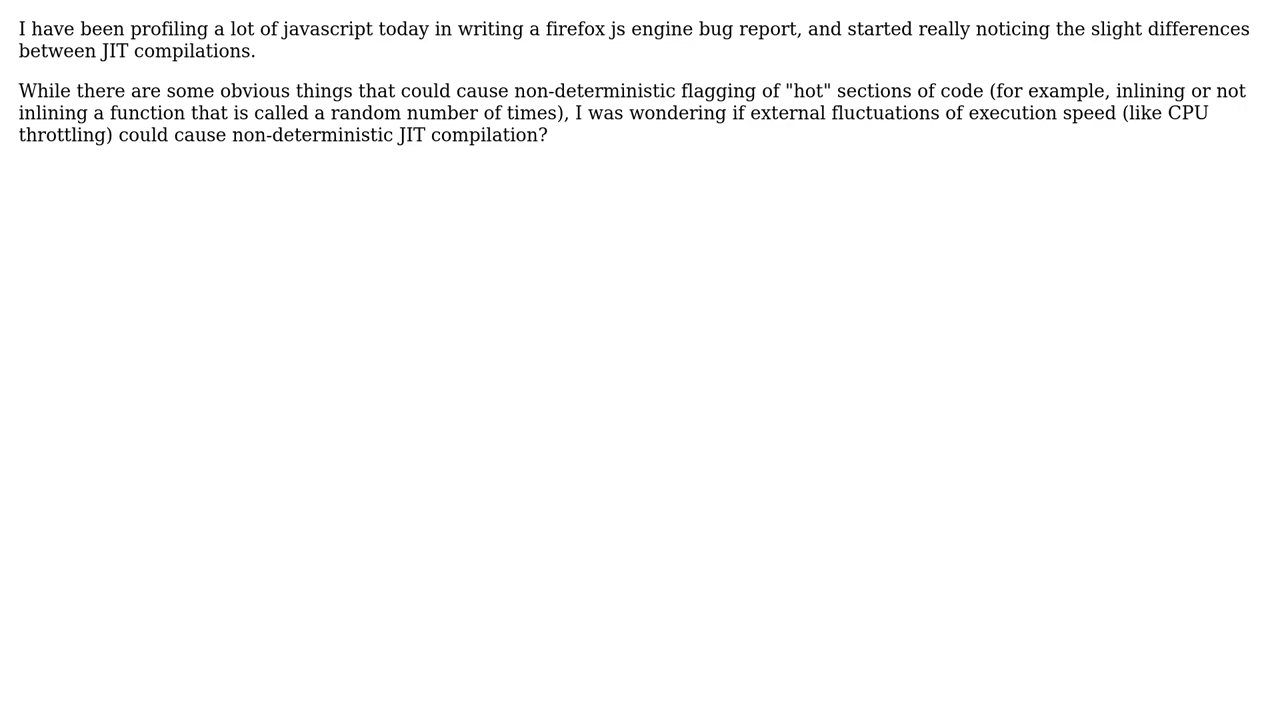 I have been profiling a lot of javascript today in writing a firefox js engine bug report, and started really noticing the slight differences
between JIT compilations.
While there are some obvious things that could cause non-deterministic flagging of "hot" sections of code (for example, inlining or not
inlining a function that is called a random number of times), I was wondering if external fluctuations of execution speed (like CPU
throttling) could cause non-deterministic JIT compilation?